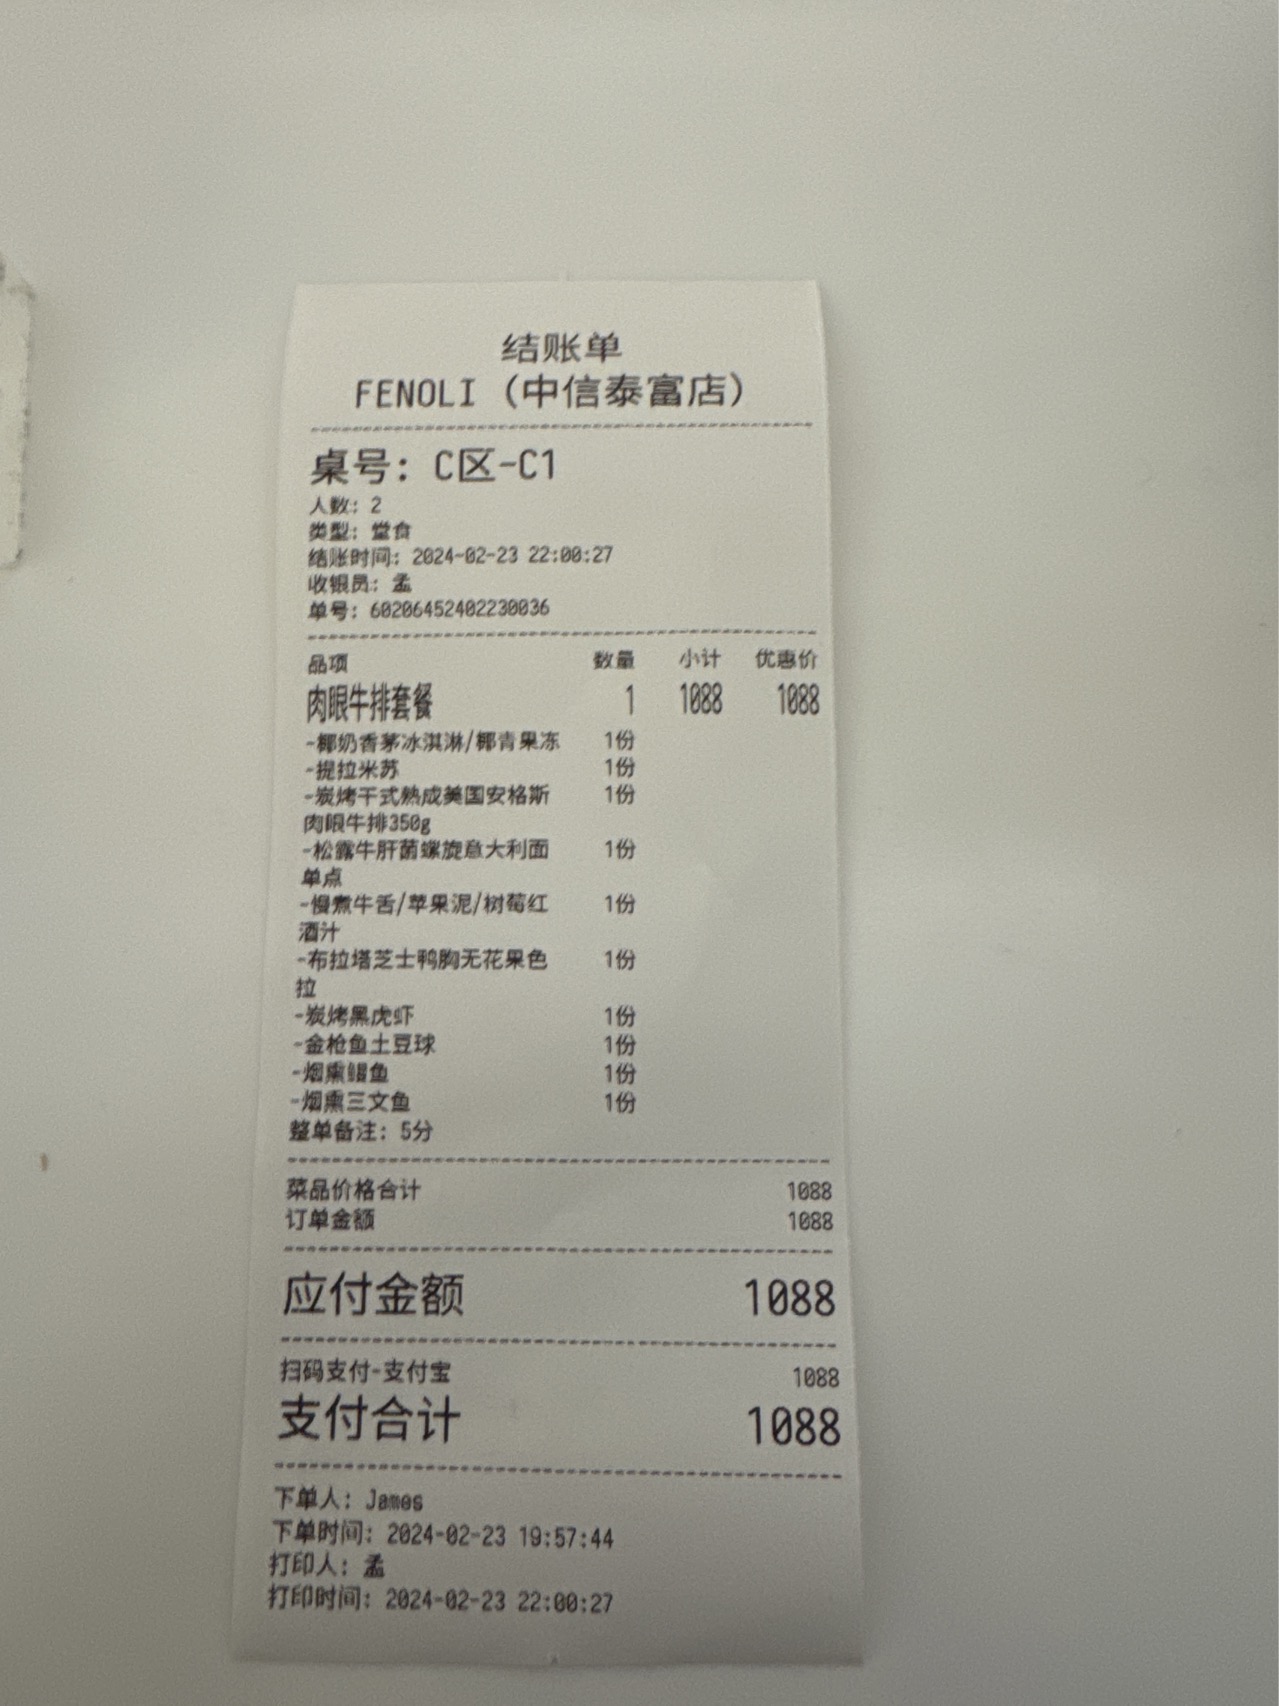 结账单
FENOLI（中信泰富店）
桌号：C区-C1
人数：2
类型：堂食
结账时间：2024-02-23 22:00:27
收银员：孟
单号：60206452402230036
品项 数量 小计 优惠价
肉眼牛排套餐 1 1088 1088
-椰奶香茅冰淇淋/椰青果冻 1份
-提拉米苏 1份
-炭烤干式熟成美国安格斯 1份
肉眼牛排350g
-松露牛肝菌螺旋意大利面 1份
单点
-慢煮牛舌/苹果泥/树莓红 1份
酒汁
-布拉塔芝士鸭胸无花果色 1份
拉
-炭烤黑虎虾 1份
-金枪鱼土豆球 1份
-烟熏鳗鱼 1份
-烟熏三文鱼 1份
整单备注：5分
菜品价格合计 1088
订单金额 1088
应付金额 1088
扫码支付-支付宝 1088
支付合计 1088
下单人：James
下单时间：2024-02-23 19:57:44
打印人：孟
打印时间：2024-02-23 22:00:27